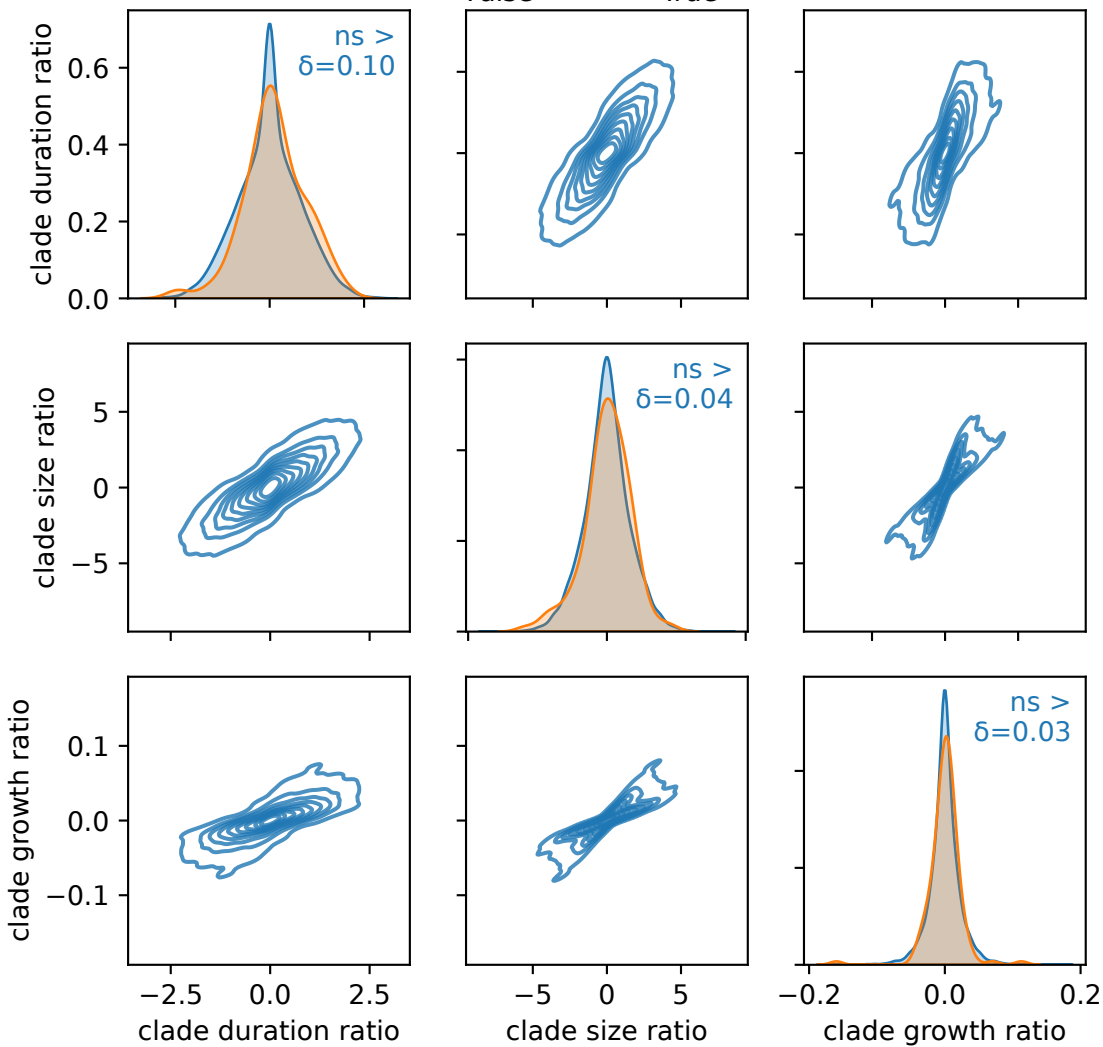 clade duration ratio
0.6
0.4
0.2
0.0
ns >
δ=0.10
clade size ratio
5
0
−5
ns >
δ=0.04
clade growth ratio
0.1
0.0
−0.1
ns >
δ=0.03
−2.5 0.0 2.5
−5 0 5
−0.2 0.0 0.2
clade duration ratio
clade size ratio
clade growth ratio